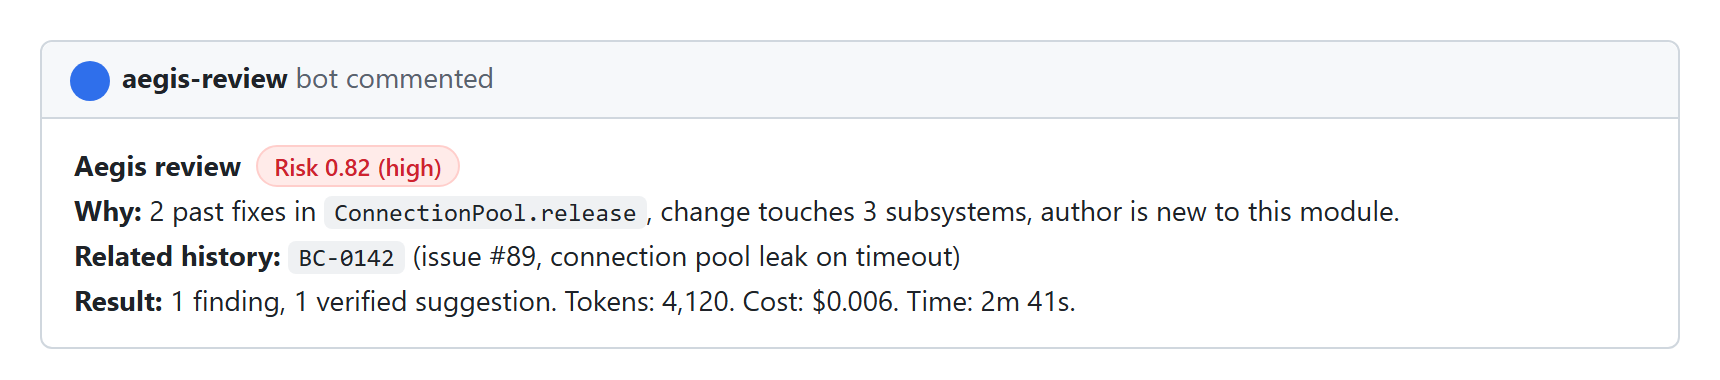 aegis-review bot commented
Aegis review Risk 0.82 (high)
Why: 2 past fixes in ConnectionPool.release, change touches 3 subsystems, author is new to this module.
Related history: BC-0142 (issue #89, connection pool leak on timeout)
Result: 1 finding, 1 verified suggestion. Tokens: 4,120. Cost: $0.006. Time: 2m 41s.